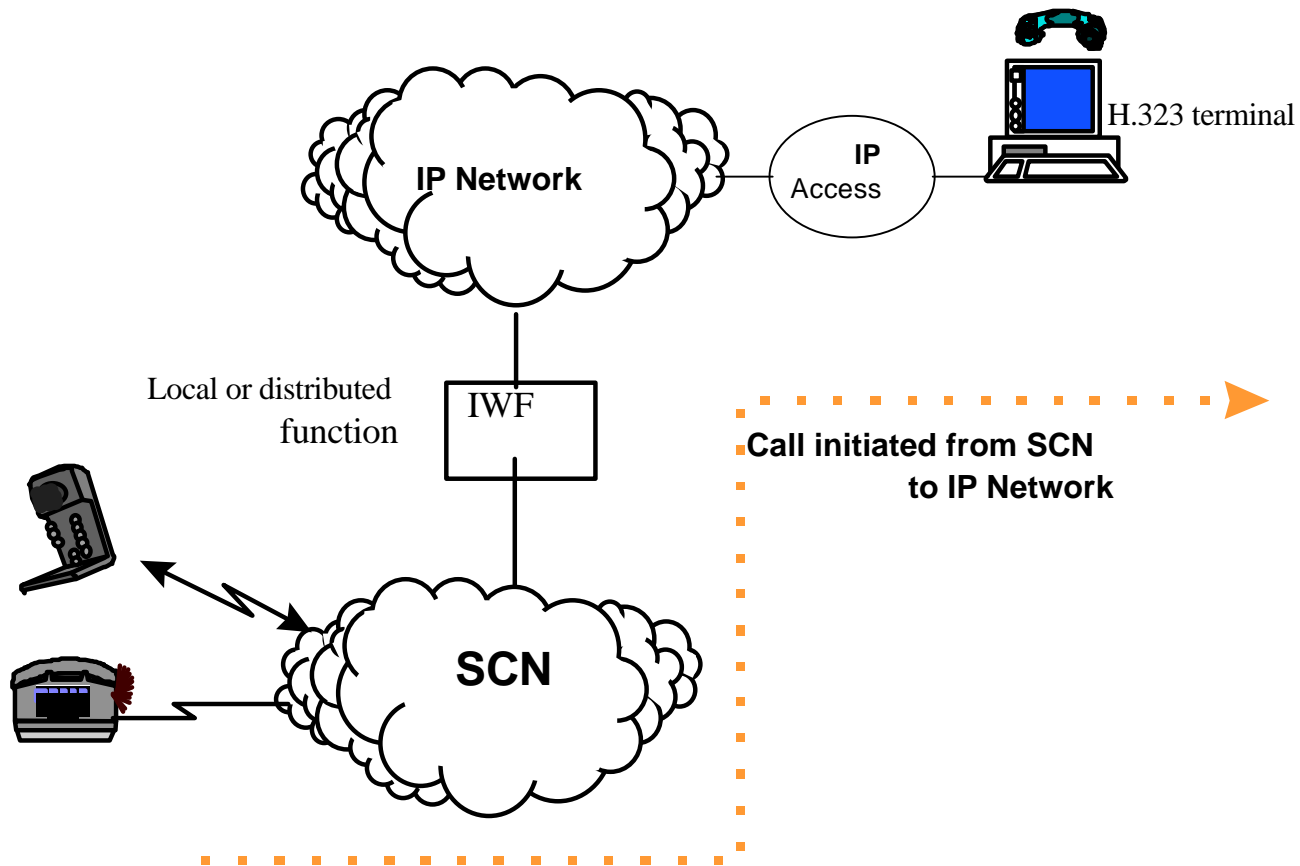 H.323 terminal
IP
Access
IP Network
Local or distributed
function
IWF
Call initiated from SCN
to IP Network
SCN